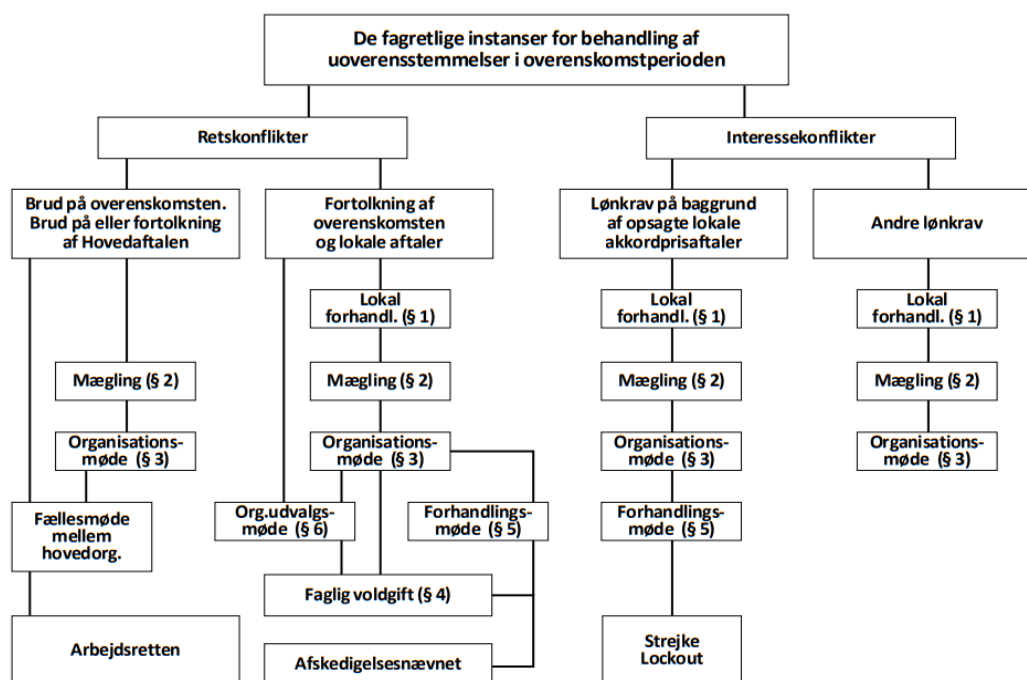 De fagretlige instanser for behandling af
uoverensstemmelser i overenskomstperioden
Retskonflikter
Interessekonflikter
Brud på overenskomsten.
Brud på eller fortolkning
af Hovedaftalen
Fortolkning af
overenskomsten
og lokale aftaler
Lønkrav på baggrund
af opsagte lokale
akkordprisaftaler
Andre lønkrav
Lokal
forhandl. (§ 1)
Lokal
forhandl. (§ 1)
Lokal
forhandl. (§ 1)
Mægling (§ 2)
Mægling (§ 2)
Mægling (§ 2)
Mægling (§ 2)
Organisations-
møde (§ 3)
Organisations-
møde (§ 3)
Organisations-
møde (§ 3)
Organisations-
møde (§ 3)
Fællesmøde
mellem
hovedorg.
Org.udvalgs-
møde (§ 6)
Forhandlings-
møde (§ 5)
Forhandlings-
møde (§ 5)
Faglig voldgift (§ 4)
Arbejdsretten
Afskedigelsesnævnet
Strejke
Lockout